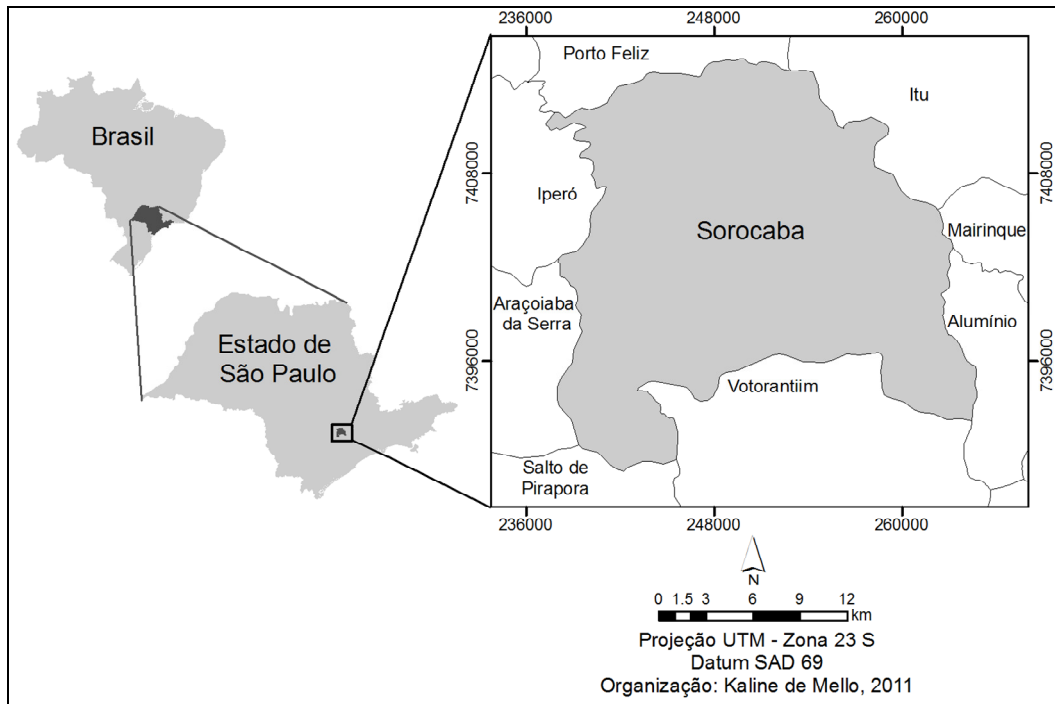 Brasil
Estado de
São Paulo
236000
248000
260000
Porto Feliz
Itu
7408000
7408000
Iperó
Sorocaba
Mairinque
Araçoiaba
da Serra
Alumínio
7396000
7396000
Votorantiim
Salto de
Pirapora
236000
248000
260000
N
0 1.5 3 6 9 12
km
Projeção UTM - Zona 23 S
Datum SAD 69
Organização: Kaline de Mello, 2011